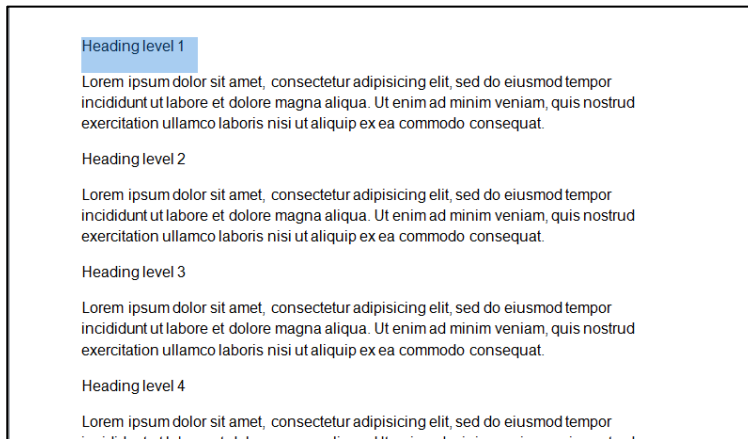 Heading level 1
Lorem ipsum dolor sit amet, consectetur adipisicing elit, sed do eiusmod tempor
incididunt ut labore et dolore magna aliqua. Ut enim ad minim veniam, quis nostrud
exercitation ullamco laboris nisi ut aliquip ex ea commodo consequat.
Heading level 2
Lorem ipsum dolor sit amet, consectetur adipisicing elit, sed do eiusmod tempor
incididunt ut labore et dolore magna aliqua. Ut enim ad minim veniam, quis nostrud
exercitation ullamco laboris nisi ut aliquip ex ea commodo consequat.
Heading level 3
Lorem ipsum dolor sit amet, consectetur adipisicing elit, sed do eiusmod tempor
incididunt ut labore et dolore magna aliqua. Ut enim ad minim veniam, quis nostrud
exercitation ullamco laboris nisi ut aliquip ex ea commodo consequat.
Heading level 4
Lorem ipsum dolor sit amet, consectetur adipisicing elit, sed do eiusmod tempor